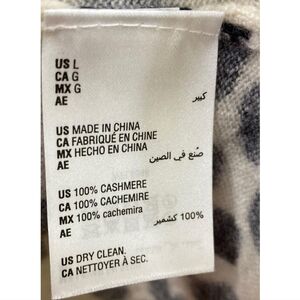 US L
CA G
MX G
AE كبير
US MADE IN CHINA
CA FABRIQUÉ EN CHINE
MX HECHO EN CHINA
AE صُنع في الصين
US 100% CASHMERE
CA 100% CACHEMIRE
MX 100% cachemira
AE 100% كشمير
US DRY CLEAN.
CA NETTOYER À SEC.